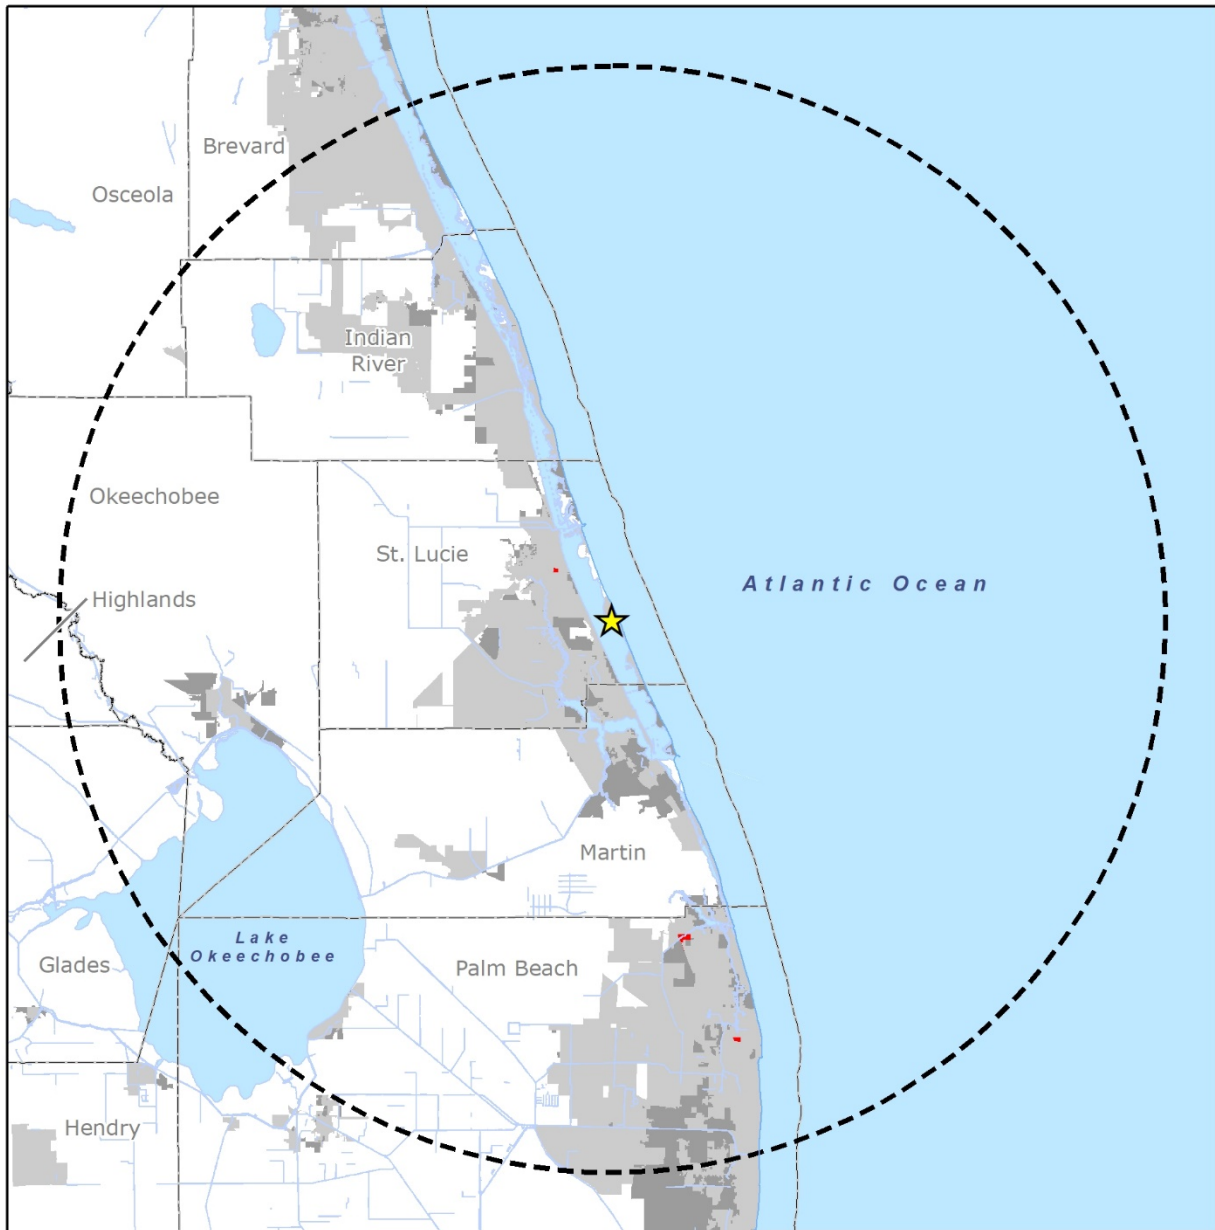 Brevard
Osceola
Indian
River
Okeechobee
St. Lucie
Atlantic Ocean
Highlands
Martin
Lake
Okeechobee
Glades
Palm Beach
Hendry